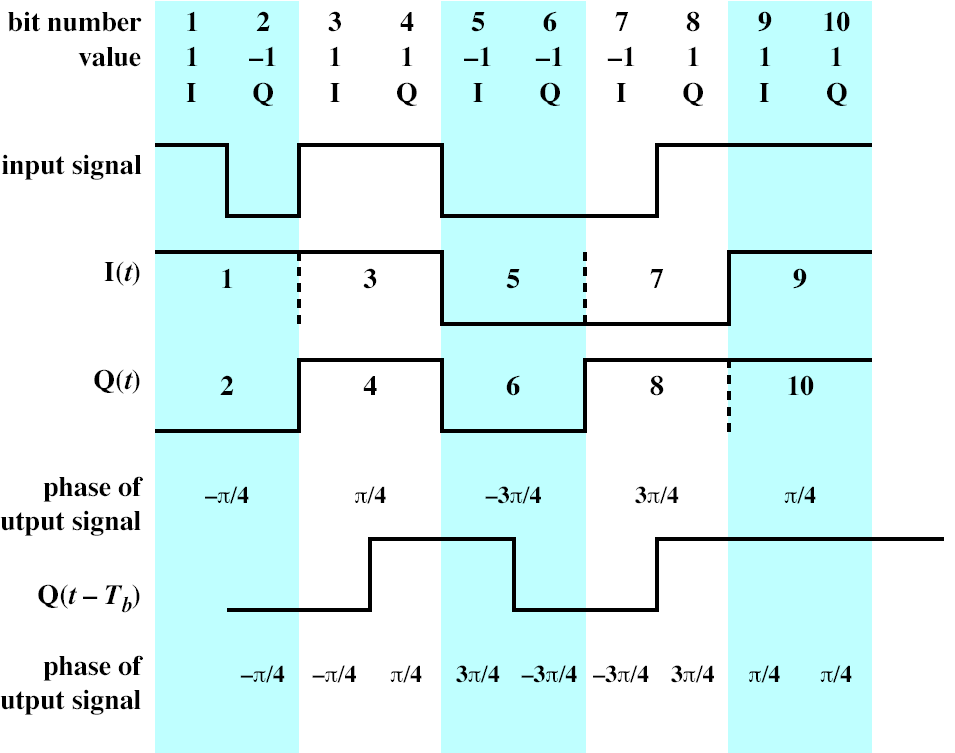 bit number 1 2 3 4 5 6 7 8 9 10
value 1 –1 1 1 –1 –1 –1 1 1 1
I Q I Q I Q I Q I Q
input signal
I(t) 1 3 5 7 9
Q(t) 2 4 6 8 10
phase of
utput signal –π/4 π/4 –3π/4 3π/4 π/4
Q(t – Tb)
phase of
utput signal –π/4 –π/4 π/4 3π/4 –3π/4 –3π/4 3π/4 π/4 π/4